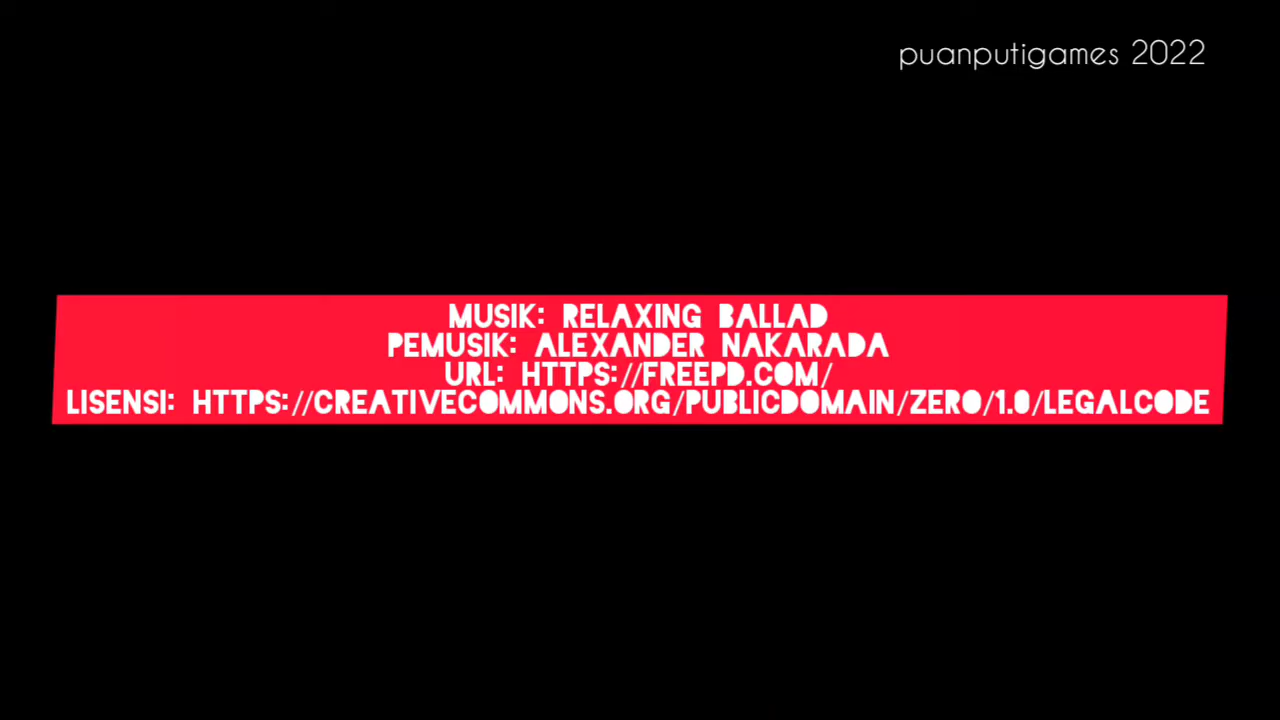 puanputigames 2022
MUSIK: RELAXING BALLAD
PEMUSIK: ALEXANDER NAKARADA
URL: HTTPS://FREEPD.COM/
LISENSI: HTTPS://CREATIVECOMMONS.ORG/PUBLICDOMAIN/ZERO/1.0/LEGALCODE